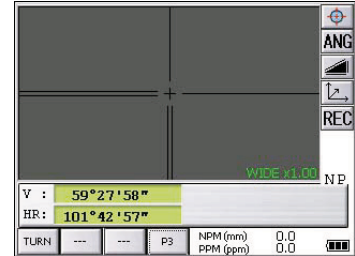 ANG
REC
WIDE x1.00
NP
V : 59°27'58"
HR: 101°42'57"
TURN --- --- P3 NPM (mm) 0.0
PPM (ppm) 0.0